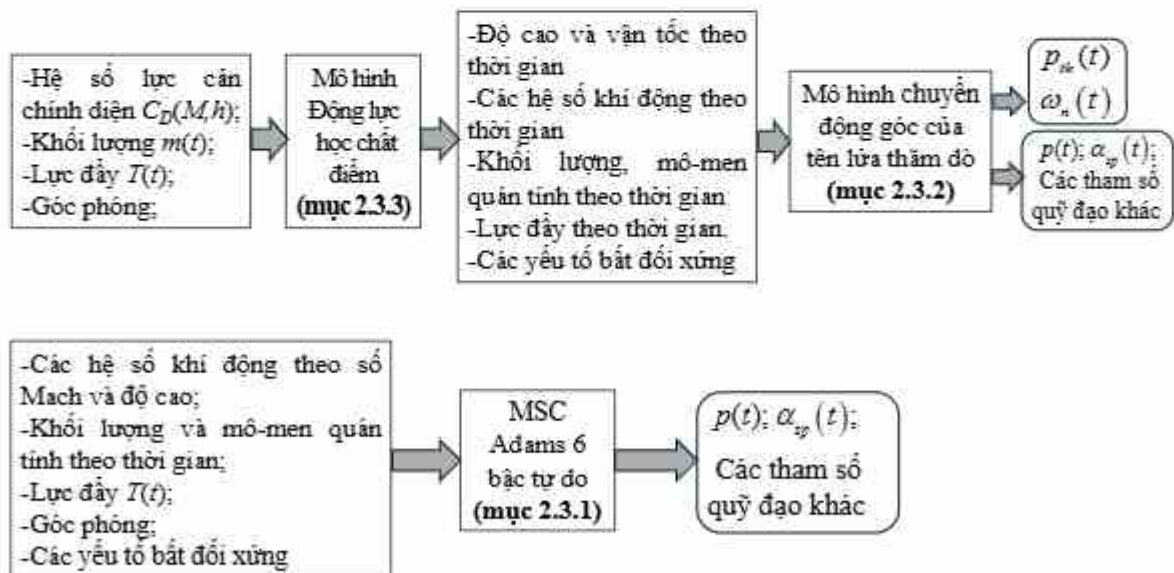 -Hệ số lực cản
chính diện C_D(M,h);
-Khối lượng m(t);
-Lực đẩy T(t);
-Góc phóng;
Mô hình
Động lực
học chất
điểm
(mục 2.3.3)
-Độ cao và vận tốc theo
thời gian
-Các hệ số khí động theo
thời gian
-Khối lượng, mô-men
quán tính theo thời gian
-Lực đẩy theo thời gian.
-Các yếu tố bất đối xứng
Mô hình chuyển
động góc của
tên lửa thăm dò
(mục 2.3.2)
p_{st}(t)
ω_n(t)
p(t); α_{sp}(t);
Các tham số
quỹ đạo khác
-Các hệ số khí động theo số
Mach và độ cao;
-Khối lượng và mô-men quán
tính theo thời gian;
-Lực đẩy T(t);
-Góc phóng;
-Các yếu tố bất đối xứng
MSC
Adams 6
bậc tự do
(mục 2.3.1)
p(t); α_{sp}(t);
Các tham số
quỹ đạo khác